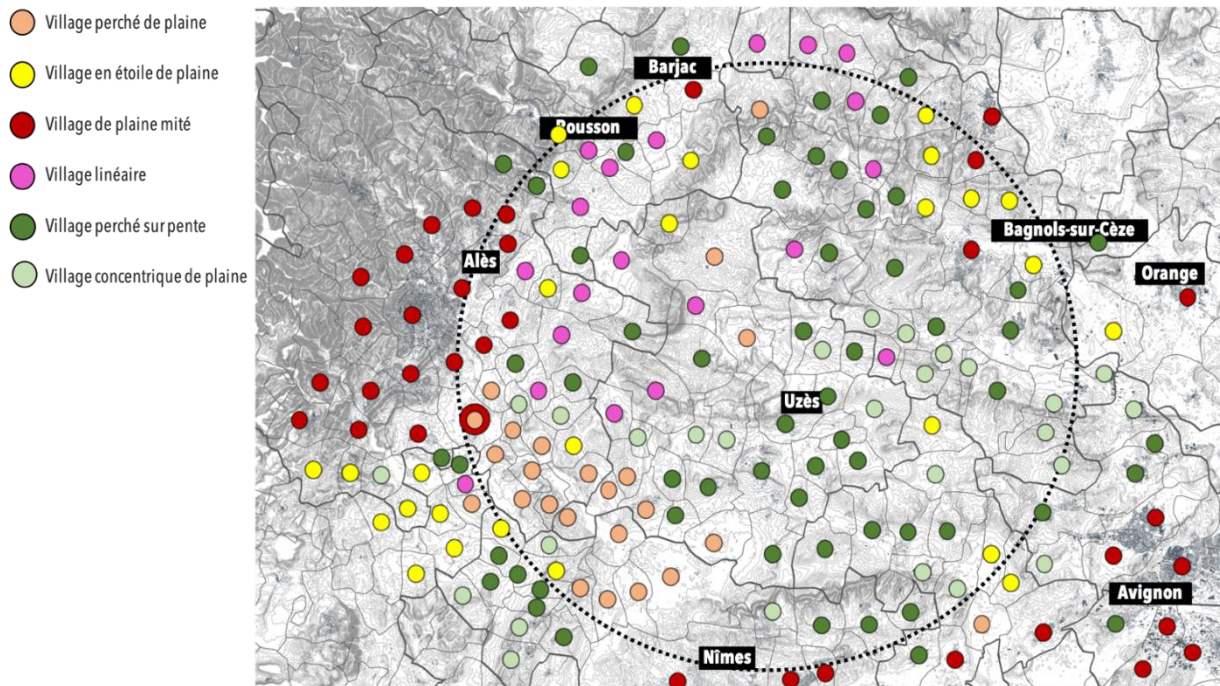 Village perché de plaine
Village en étoile de plaine
Village de plaine mité
Village linéaire
Village perché sur pente
Village concentrique de plaine
Barjac
Rousson
Bagnols-sur-Cèze
Alès
Orange
Uzès
Avignon
Nîmes